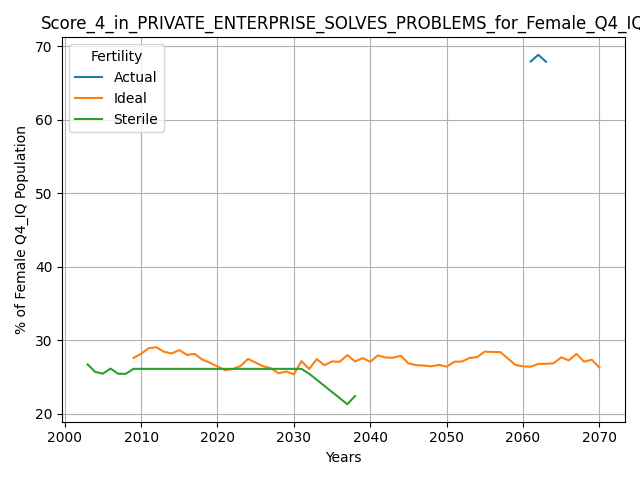 Score_4_in_PRIVATE_ENTERPRISE_SOLVES_PROBLEMS_for_Female_Q4_IQ
Fertility
Actual
Ideal
Sterile
% of Female Q4_IQ Population
70
60
50
40
30
20
2000 2010 2020 2030 2040 2050 2060 2070
Years